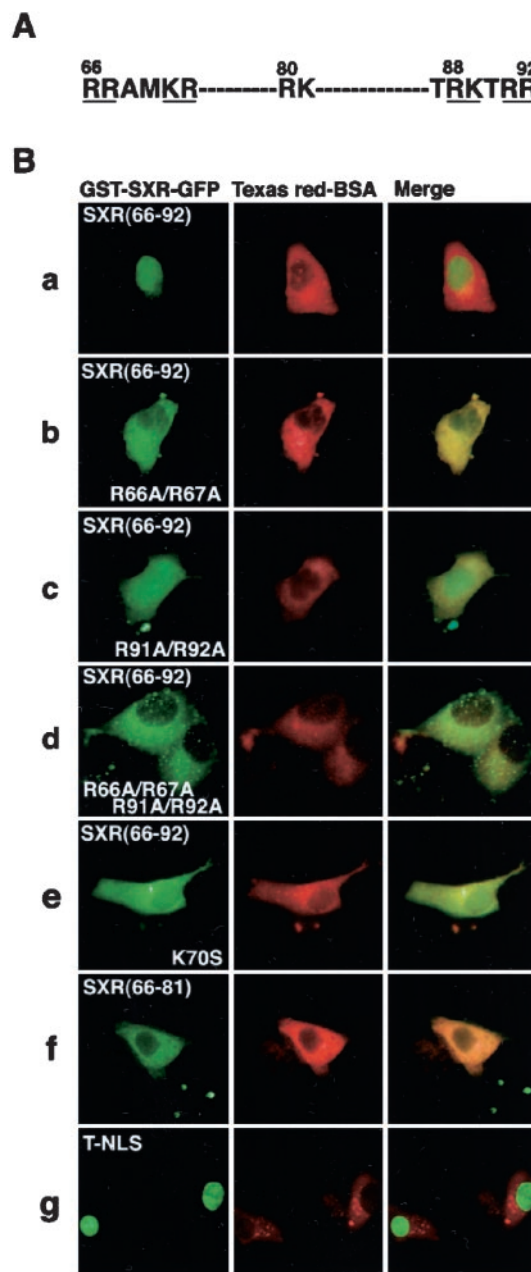 A
66 80 88 92
RRAMKR---------RK-------------TRKTRR
B
GST-SXR-GFP Texas red-BSA Merge
SXR(66-92)
a
SXR(66-92)
b
R66A/R67A
SXR(66-92)
c
R91A/R92A
SXR(66-92)
d
R66A/R67A
R91A/R92A
SXR(66-92)
e
K70S
SXR(66-81)
f
T-NLS
g